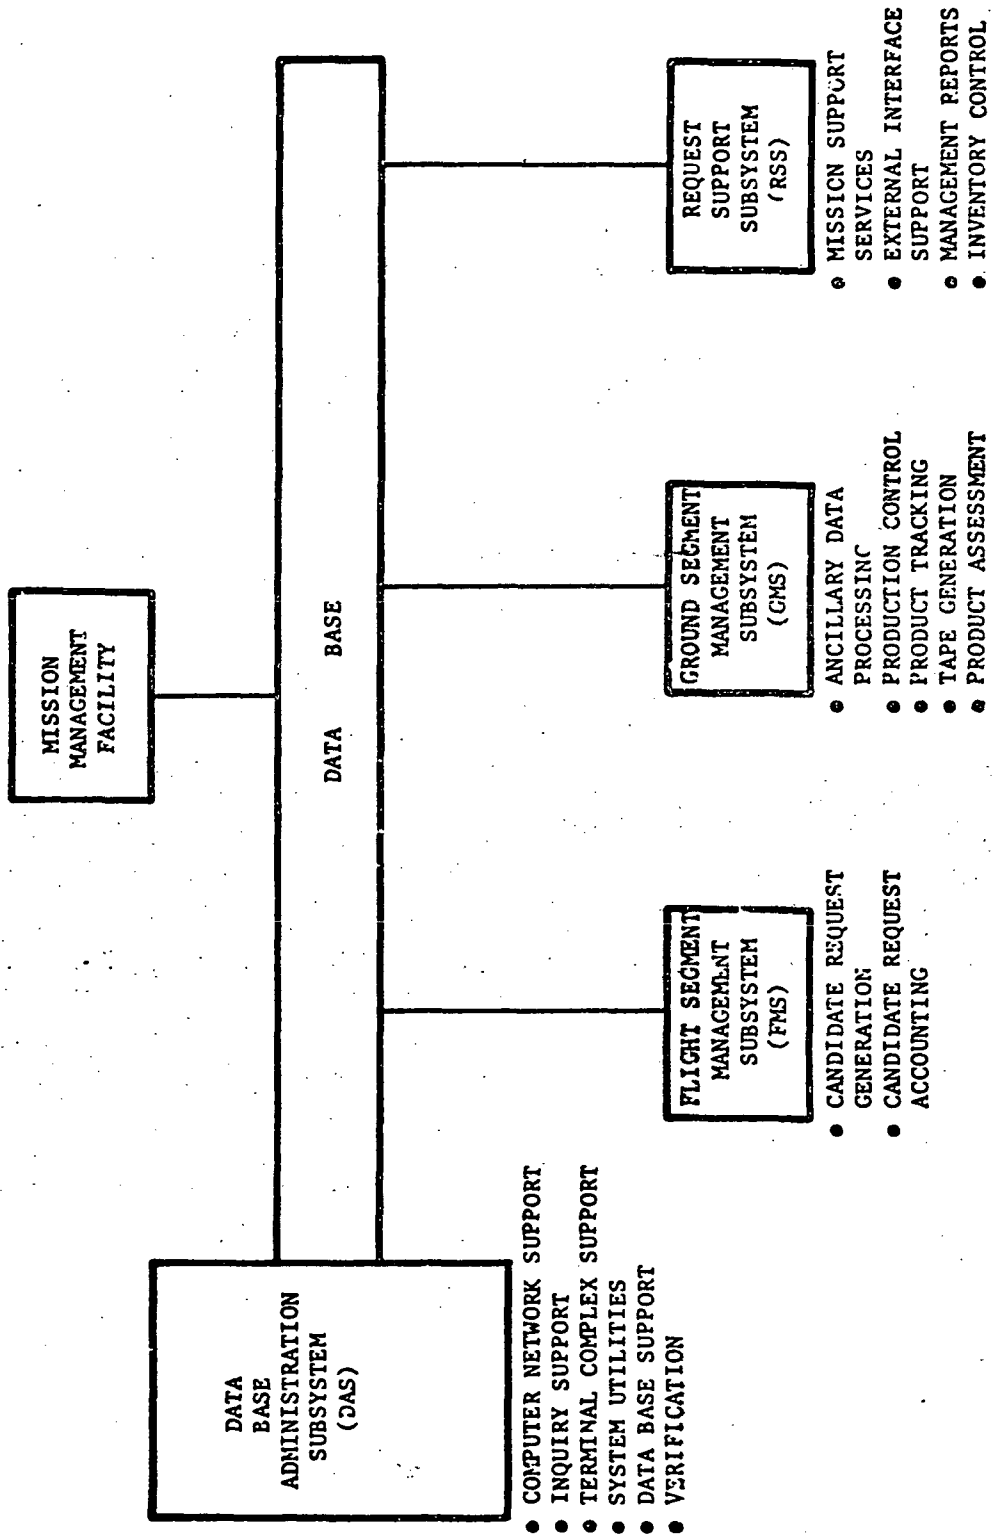 MISSION
MANAGEMENT
FACILITY
DATA BASE
DATA
BASE
ADMINISTRATION
SUBSYSTEM
(DAS)
● COMPUTER NETWORK SUPPORT
● INQUIRY SUPPORT
● TERMINAL COMPLEX SUPPORT
● SYSTEM UTILITIES
● DATA BASE SUPPORT
● VERIFICATION
FLIGHT SEGMENT
MANAGEMENT
SUBSYSTEM
(FMS)
● CANDIDATE REQUEST
GENERATION
● CANDIDATE REQUEST
ACCOUNTING
GROUND SEGMENT
MANAGEMENT
SUBSYSTEM
(GMS)
● ANCILLARY DATA
PROCESSING
● PRODUCTION CONTROL
● PRODUCT TRACKING
● TAPE GENERATION
● PRODUCT ASSESSMENT
REQUEST
SUPPORT
SUBSYSTEM
(RSS)
● MISSION SUPPORT
SERVICES
● EXTERNAL INTERFACE
SUPPORT
● MANAGEMENT REPORTS
● INVENTORY CONTROL